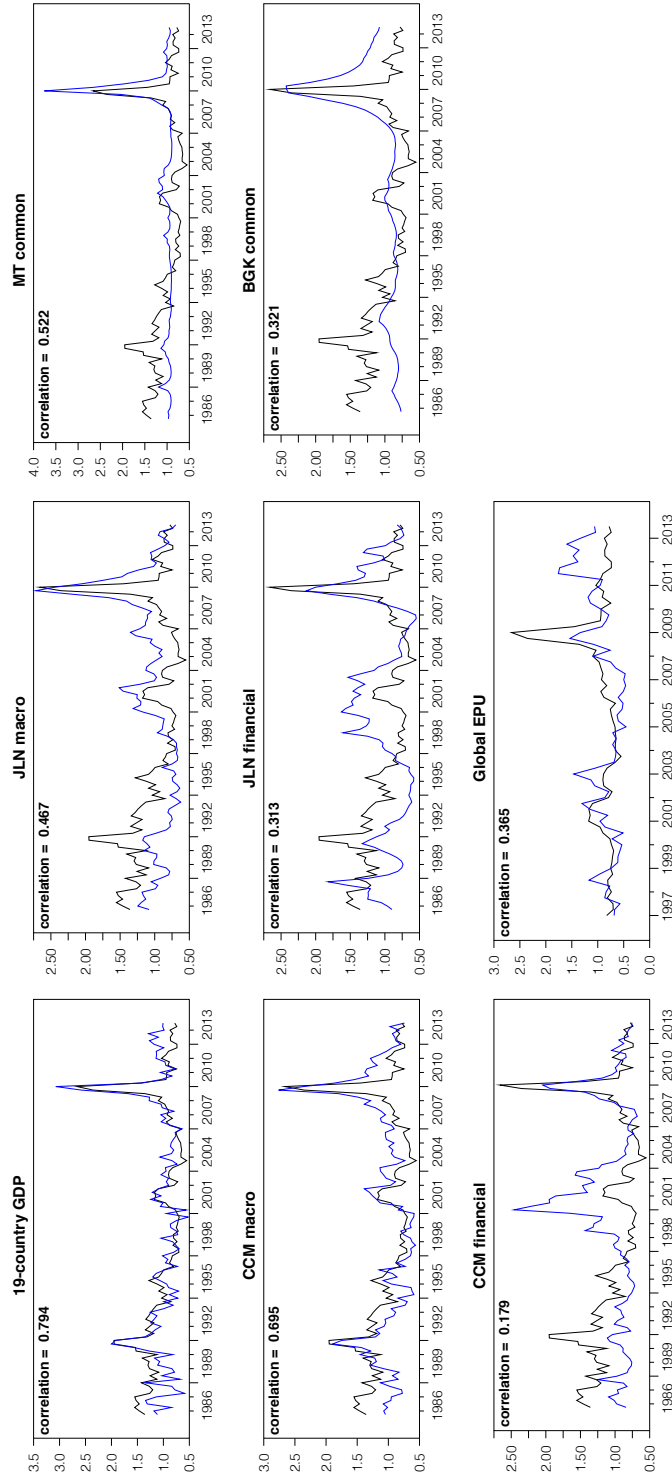 19-country GDP
correlation = 0.794
3.5
3.0
2.5
2.0
1.5
1.0
0.5
1986 1989 1992 1995 1998 2001 2004 2007 2010 2013
JLN macro
correlation = 0.467
2.50
2.00
1.50
1.00
0.50
1986 1989 1992 1995 1998 2001 2004 2007 2010 2013
MT common
correlation = 0.522
4.0
3.5
3.0
2.5
2.0
1.5
1.0
0.5
1986 1989 1992 1995 1998 2001 2004 2007 2010 2013
CCM macro
correlation = 0.695
3.0
2.5
2.0
1.5
1.0
0.5
1986 1989 1992 1995 1998 2001 2004 2007 2010 2013
JLN financial
correlation = 0.313
2.50
2.00
1.50
1.00
0.50
1986 1989 1992 1995 1998 2001 2004 2007 2010 2013
BGK common
correlation = 0.321
2.50
2.00
1.50
1.00
0.50
1986 1989 1992 1995 1998 2001 2004 2007 2010 2013
CCM financial
correlation = 0.179
2.50
2.00
1.50
1.00
0.50
1986 1989 1992 1995 1998 2001 2004 2007 2010 2013
Global EPU
correlation = 0.365
3.0
2.5
2.0
1.5
1.0
0.5
0.0
1997 1999 2001 2003 2005 2007 2009 2011 2013